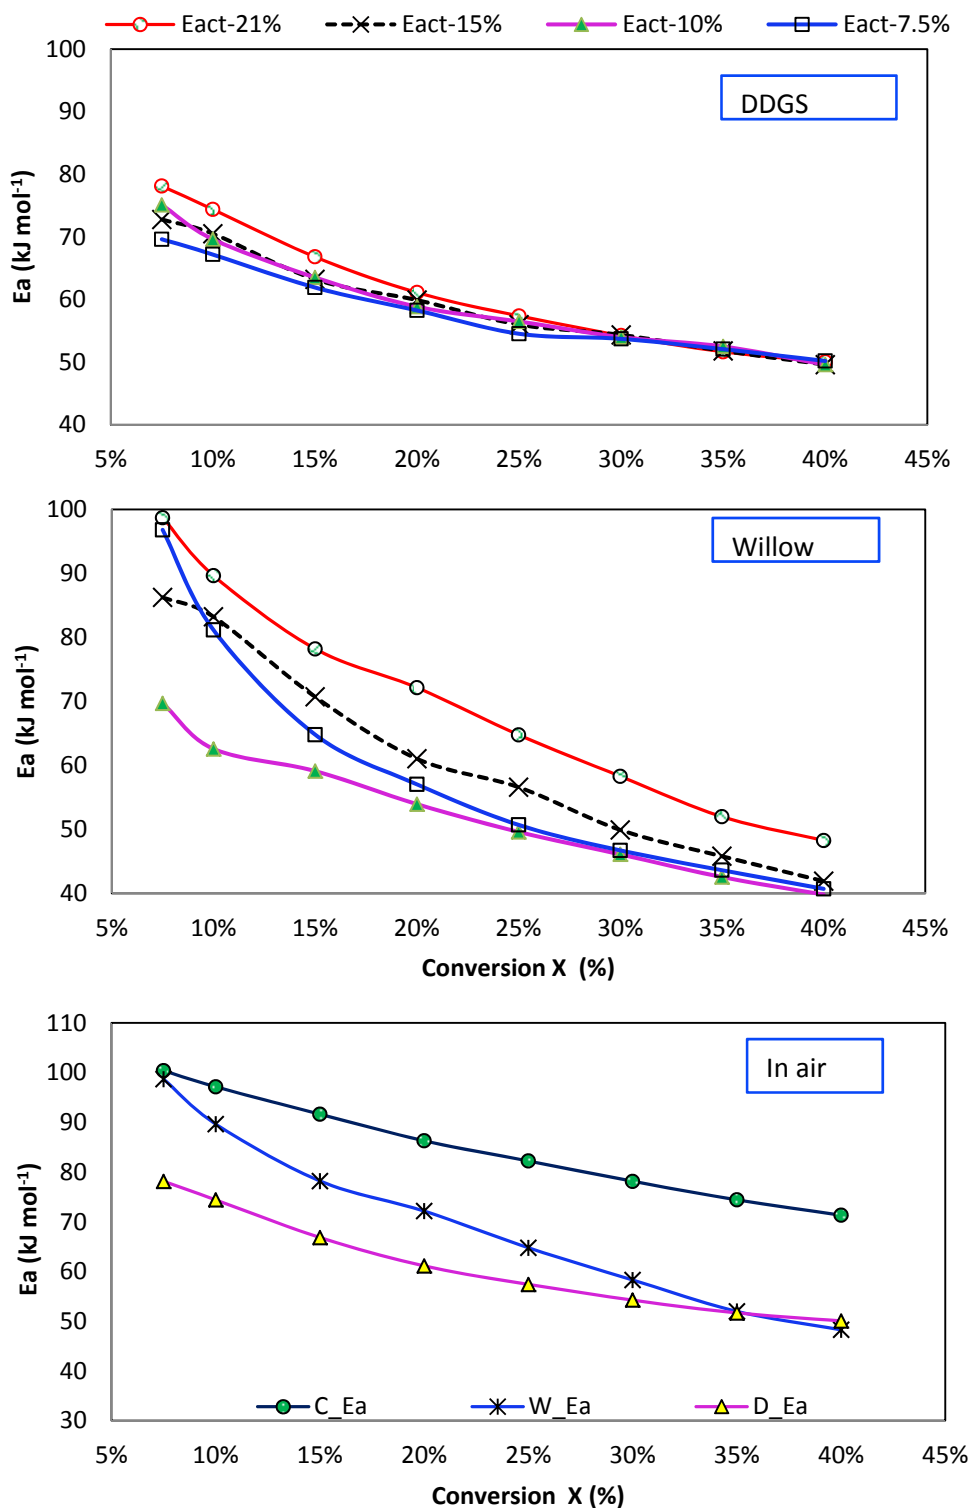 Eact-21% Eact-15% Eact-10% Eact-7.5%
100
90
80
70
60
50
40
Ea (kJ mol⁻¹)
DDGS
5% 10% 15% 20% 25% 30% 35% 40% 45%
100
90
80
70
60
50
40
Ea (kJ mol⁻¹)
Willow
5% 10% 15% 20% 25% 30% 35% 40% 45%
Conversion X (%)
110
100
90
80
70
60
50
40
30
Ea (kJ mol⁻¹)
In air
C_Ea W_Ea D_Ea
5% 10% 15% 20% 25% 30% 35% 40% 45%
Conversion X (%)